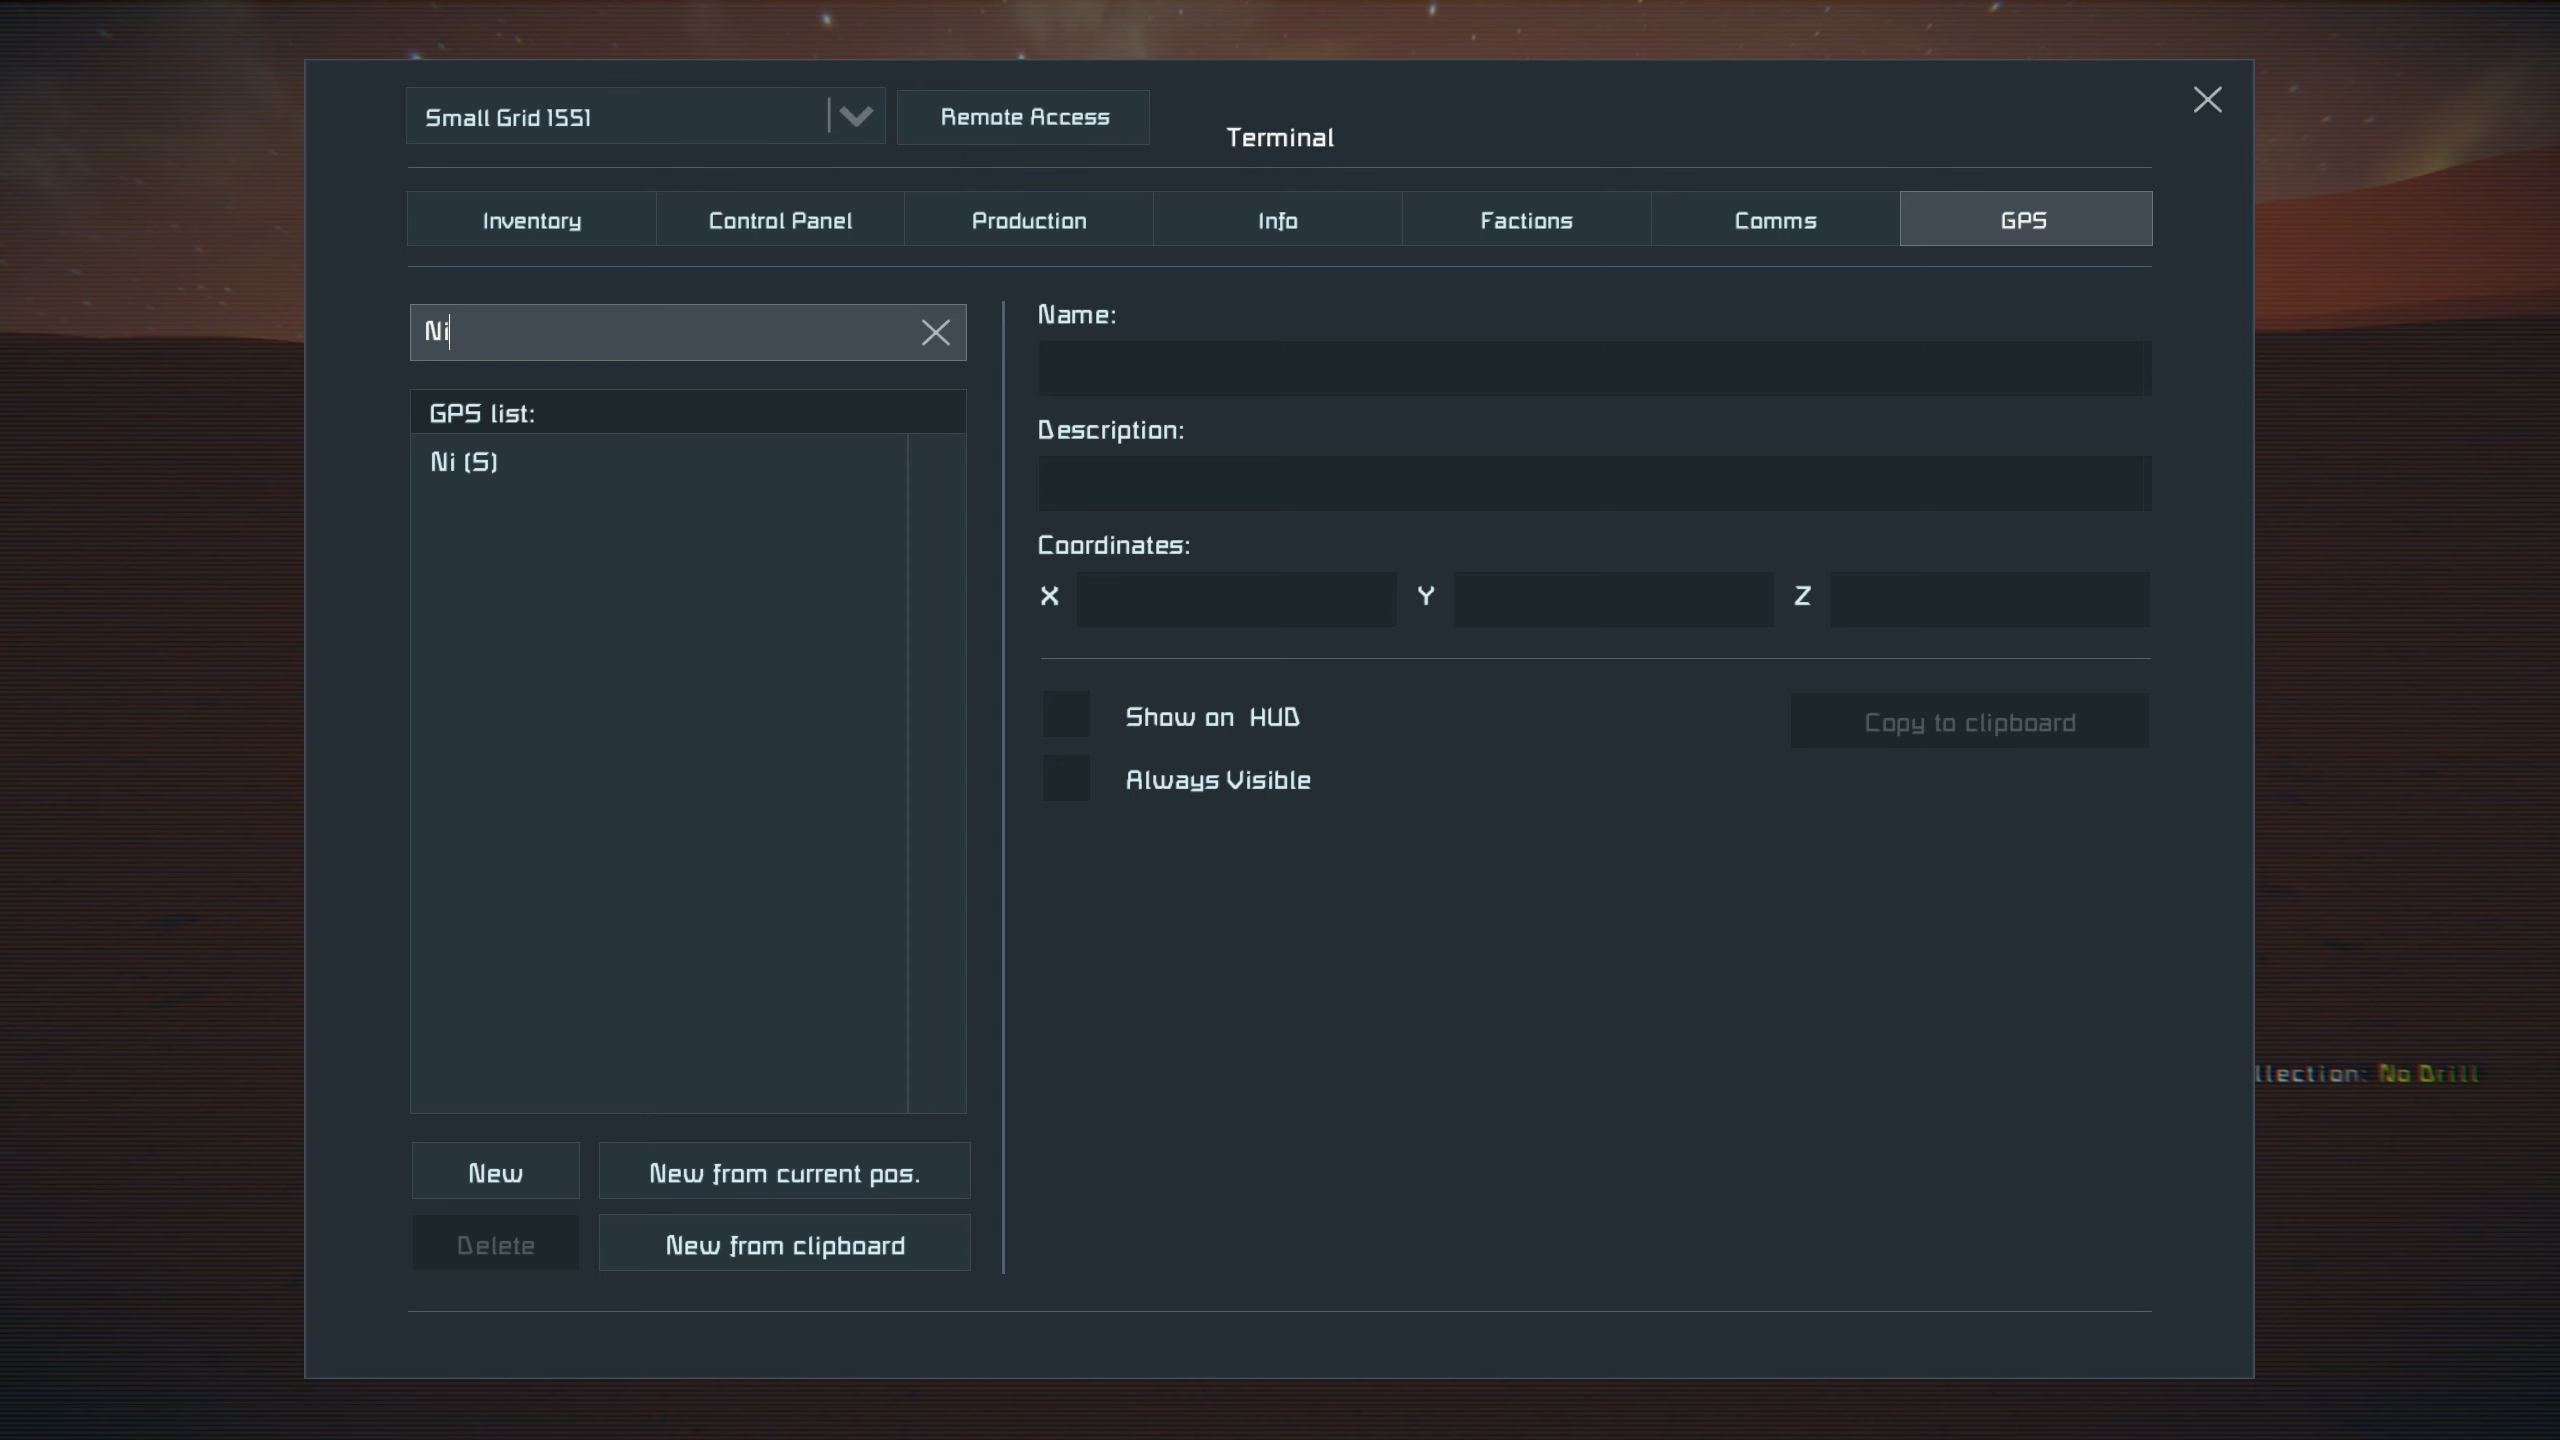 Small Grid 1551
Remote Access
Terminal
Inventory
Control Panel
Production
Info
Factions
Comms
GPS
Ni
GPS list:
Ni (S)
New
New from current pos.
Delete
New from clipboard
Name:
Description:
Coordinates:
X
Y
Z
Show on HUD
Copy to clipboard
Always Visible
llection: No Drill